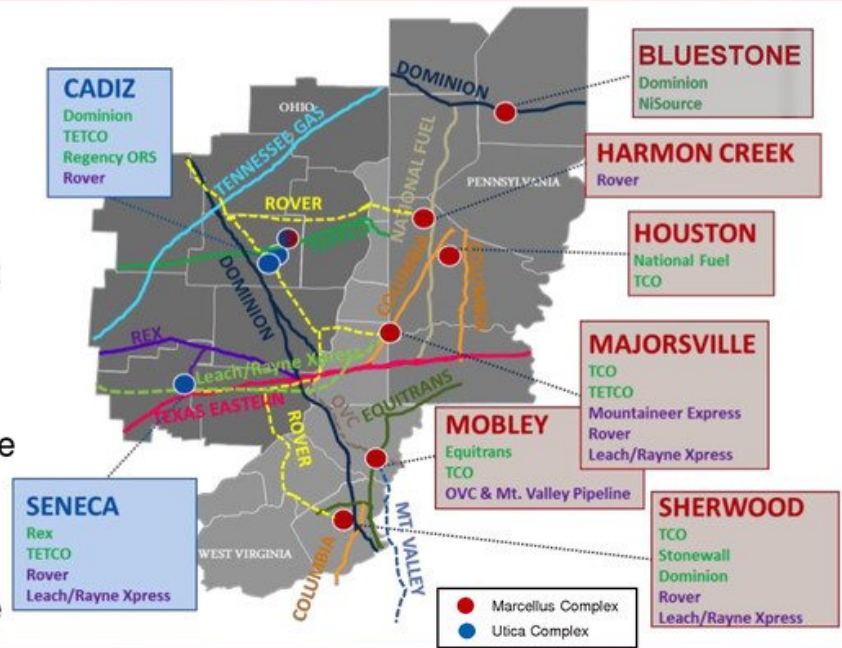 BLUESTONE
Dominion
NiSource
CADIZ
Dominion
TETCO
Regency ORS
Rover
DOMINION
OHIO
TENNESSEE GAS
NATIONAL FUEL
PENNSYLVANIA
HARMON CREEK
Rover
ROVER
HOUSTON
National Fuel
TCO
COLUMBIA
DOMINION
REX
Leach/Rayne Xpress
TEXAS EASTERN
MAJORSVILLE
TCO
TETCO
Mountaineer Express
Rover
Leach/Rayne Xpress
OVC
EQUITRANS
ROVER
MOBLEY
Equitrans
TCO
OVC & Mt. Valley Pipeline
e
SENECA
Rex
TETCO
Rover
Leach/Rayne Xpress
WEST VIRGINIA
COLUMBIA
MT. VALLEY
SHERWOOD
TCO
Stonewall
Dominion
Rover
Leach/Rayne Xpress
e
Marcellus Complex
Utica Complex